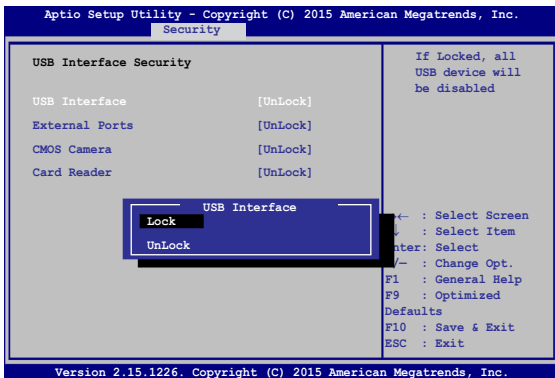 Aptio Setup Utility - Copyright (C) 2015 American Megatrends, Inc.
Security
USB Interface Security
USB Interface [UnLock]
External Ports [UnLock]
CMOS Camera [UnLock]
Card Reader [UnLock]
If Locked, all
USB device will
be disabled
USB Interface
Lock
UnLock
← : Select Screen
↓ : Select Item
nter: Select
/— : Change Opt.
F1 : General Help
F9 : Optimized
Defaults
F10 : Save & Exit
ESC : Exit
Version 2.15.1226. Copyright (C) 2015 American Megatrends, Inc.